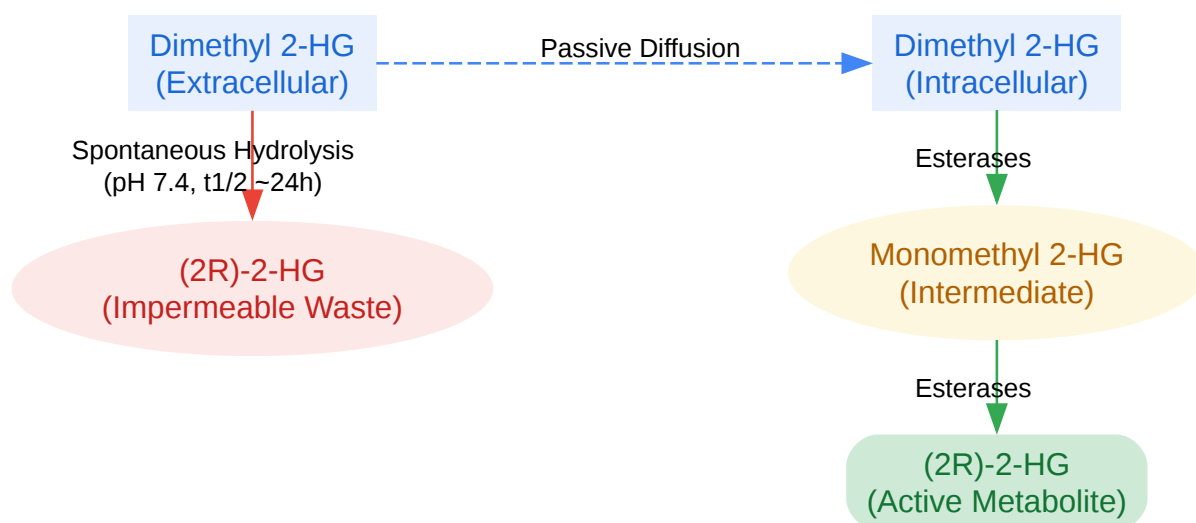 Dimethyl 2-HG
(Extracellular)
Passive Diffusion
Dimethyl 2-HG
(Intracellular)
Spontaneous Hydrolysis
(pH 7.4, t1/2 ~24h)
Esterases
(2R)-2-HG
(Impermeable Waste)
Monomethyl 2-HG
(Intermediate)
Esterases
(2R)-2-HG
(Active Metabolite)